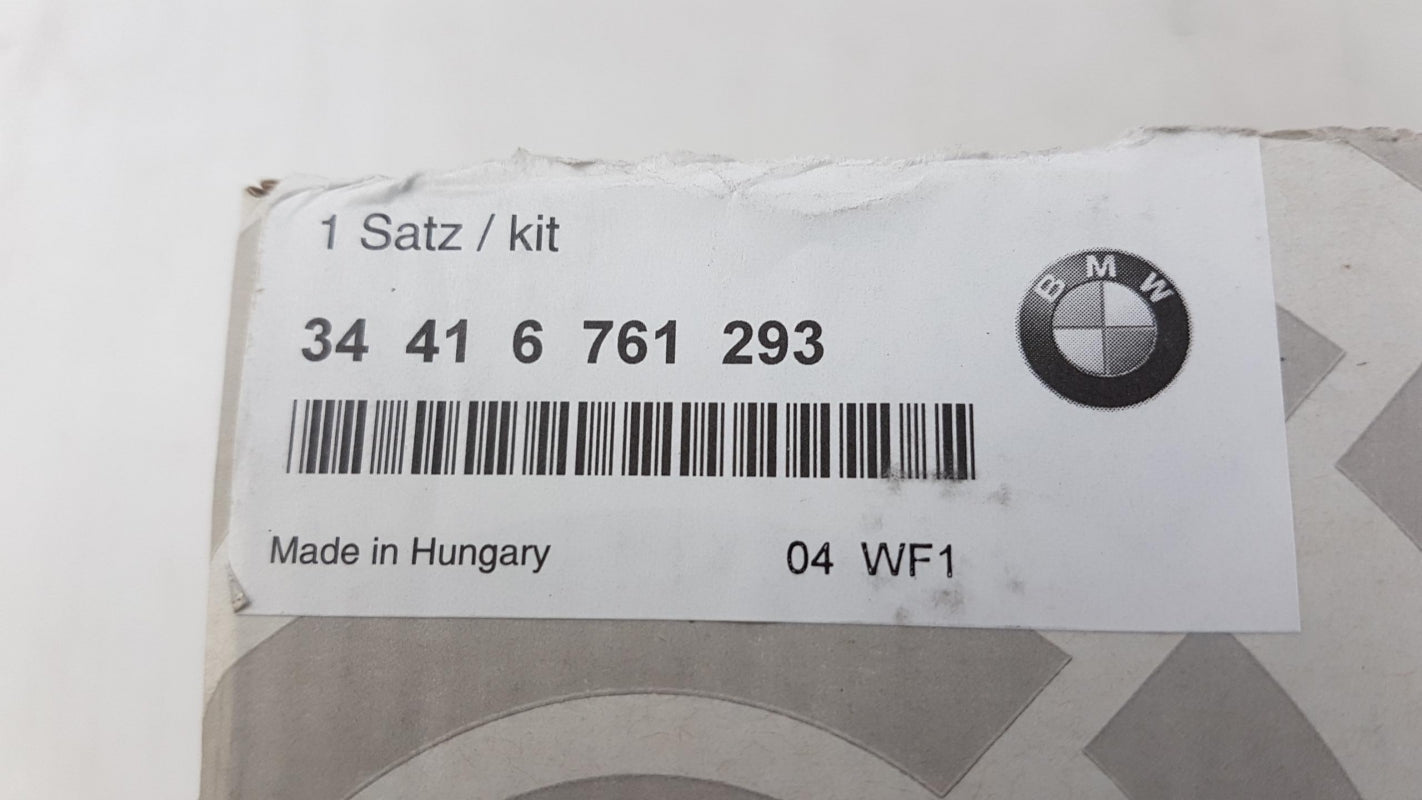 1 Satz / kit
BMW
34 41 6 761 293
Made in Hungary 04 WF1